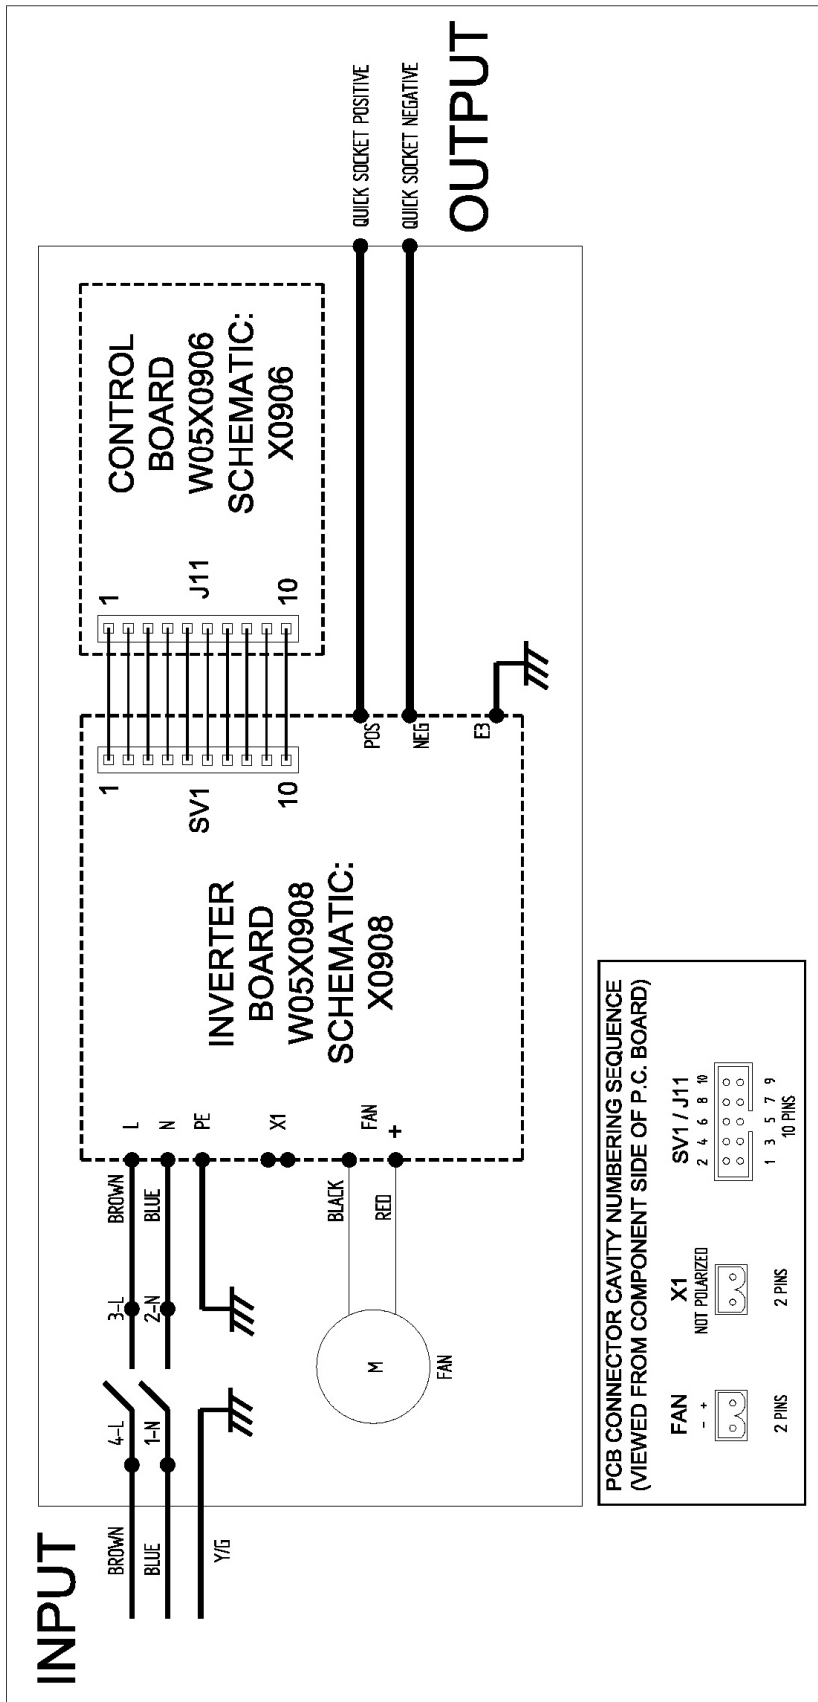 INPUT
BROWN
BLUE
Y/G
4-L
1-N
3-L
2-N
BROWN
BLUE
L
N
PE
X1
FAN
+
BLACK
RED
M
FAN
INVERTER
BOARD
W05X0908
SCHEMATIC:
X0908
1
SV1
10
1
J11
10
CONTROL
BOARD
W05X0906
SCHEMATIC:
X0906
POS
NEG
E3
QUICK SOCKET POSITIVE
QUICK SOCKET NEGATIVE
OUTPUT
PCB CONNECTOR CAVITY NUMBERING SEQUENCE
(VIEWED FROM COMPONENT SIDE OF P.C. BOARD)
FAN
- +
2 PINS
X1
NOT POLARIZED
2 PINS
SV1 / J11
2 4 6 8 10
1 3 5 7 9
10 PINS